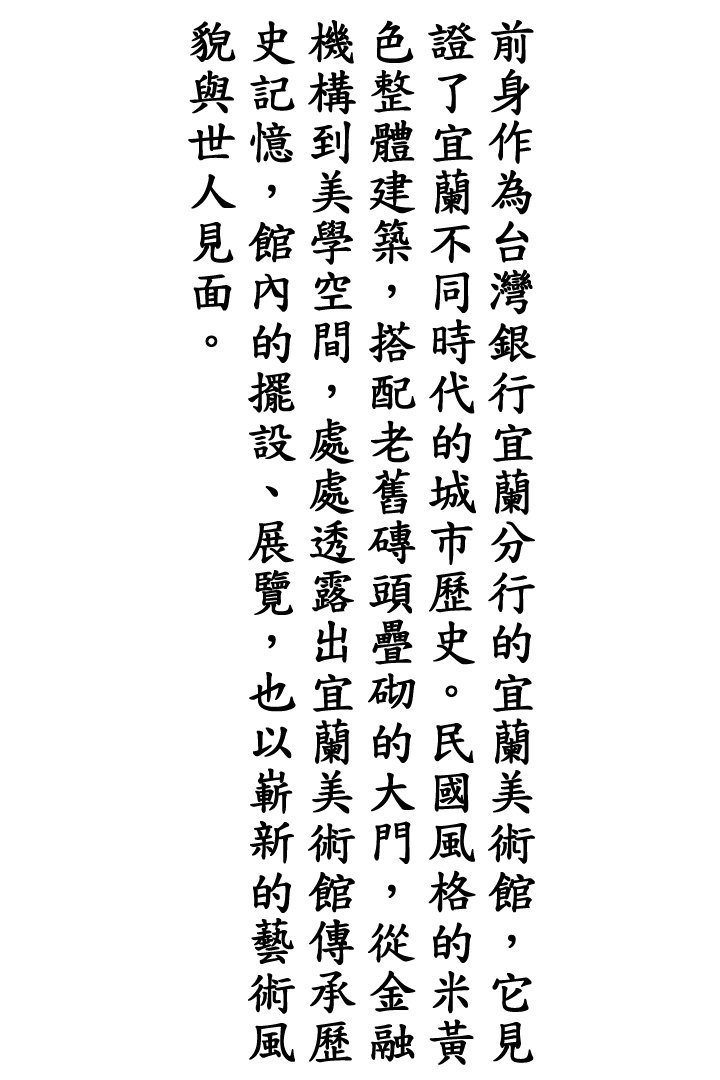 前身作為台灣銀行宜蘭分行的宜蘭美術館，它見
證了宜蘭不同時代的城市歷史。民國風格的米黃
色整體建築，搭配老舊磚頭疊砌的大門，從金融
機構到美學空間，處處透露出宜蘭美術館傳承歷
史記憶，館內的擺設、展覽，也以嶄新的藝術風
貌與世人見面。